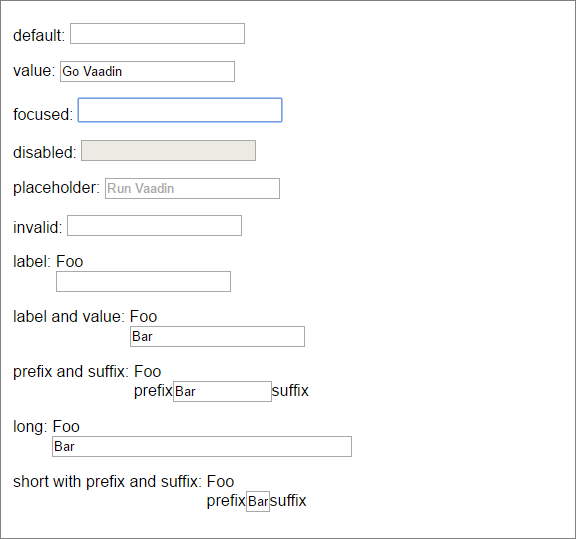 default:
value: Go Vaadin
focused:
disabled:
placeholder: Run Vaadin
invalid:
label: Foo
label and value: Foo
Bar
prefix and suffix: Foo
prefix Bar suffix
long: Foo
Bar
short with prefix and suffix: Foo
prefix Bar suffix